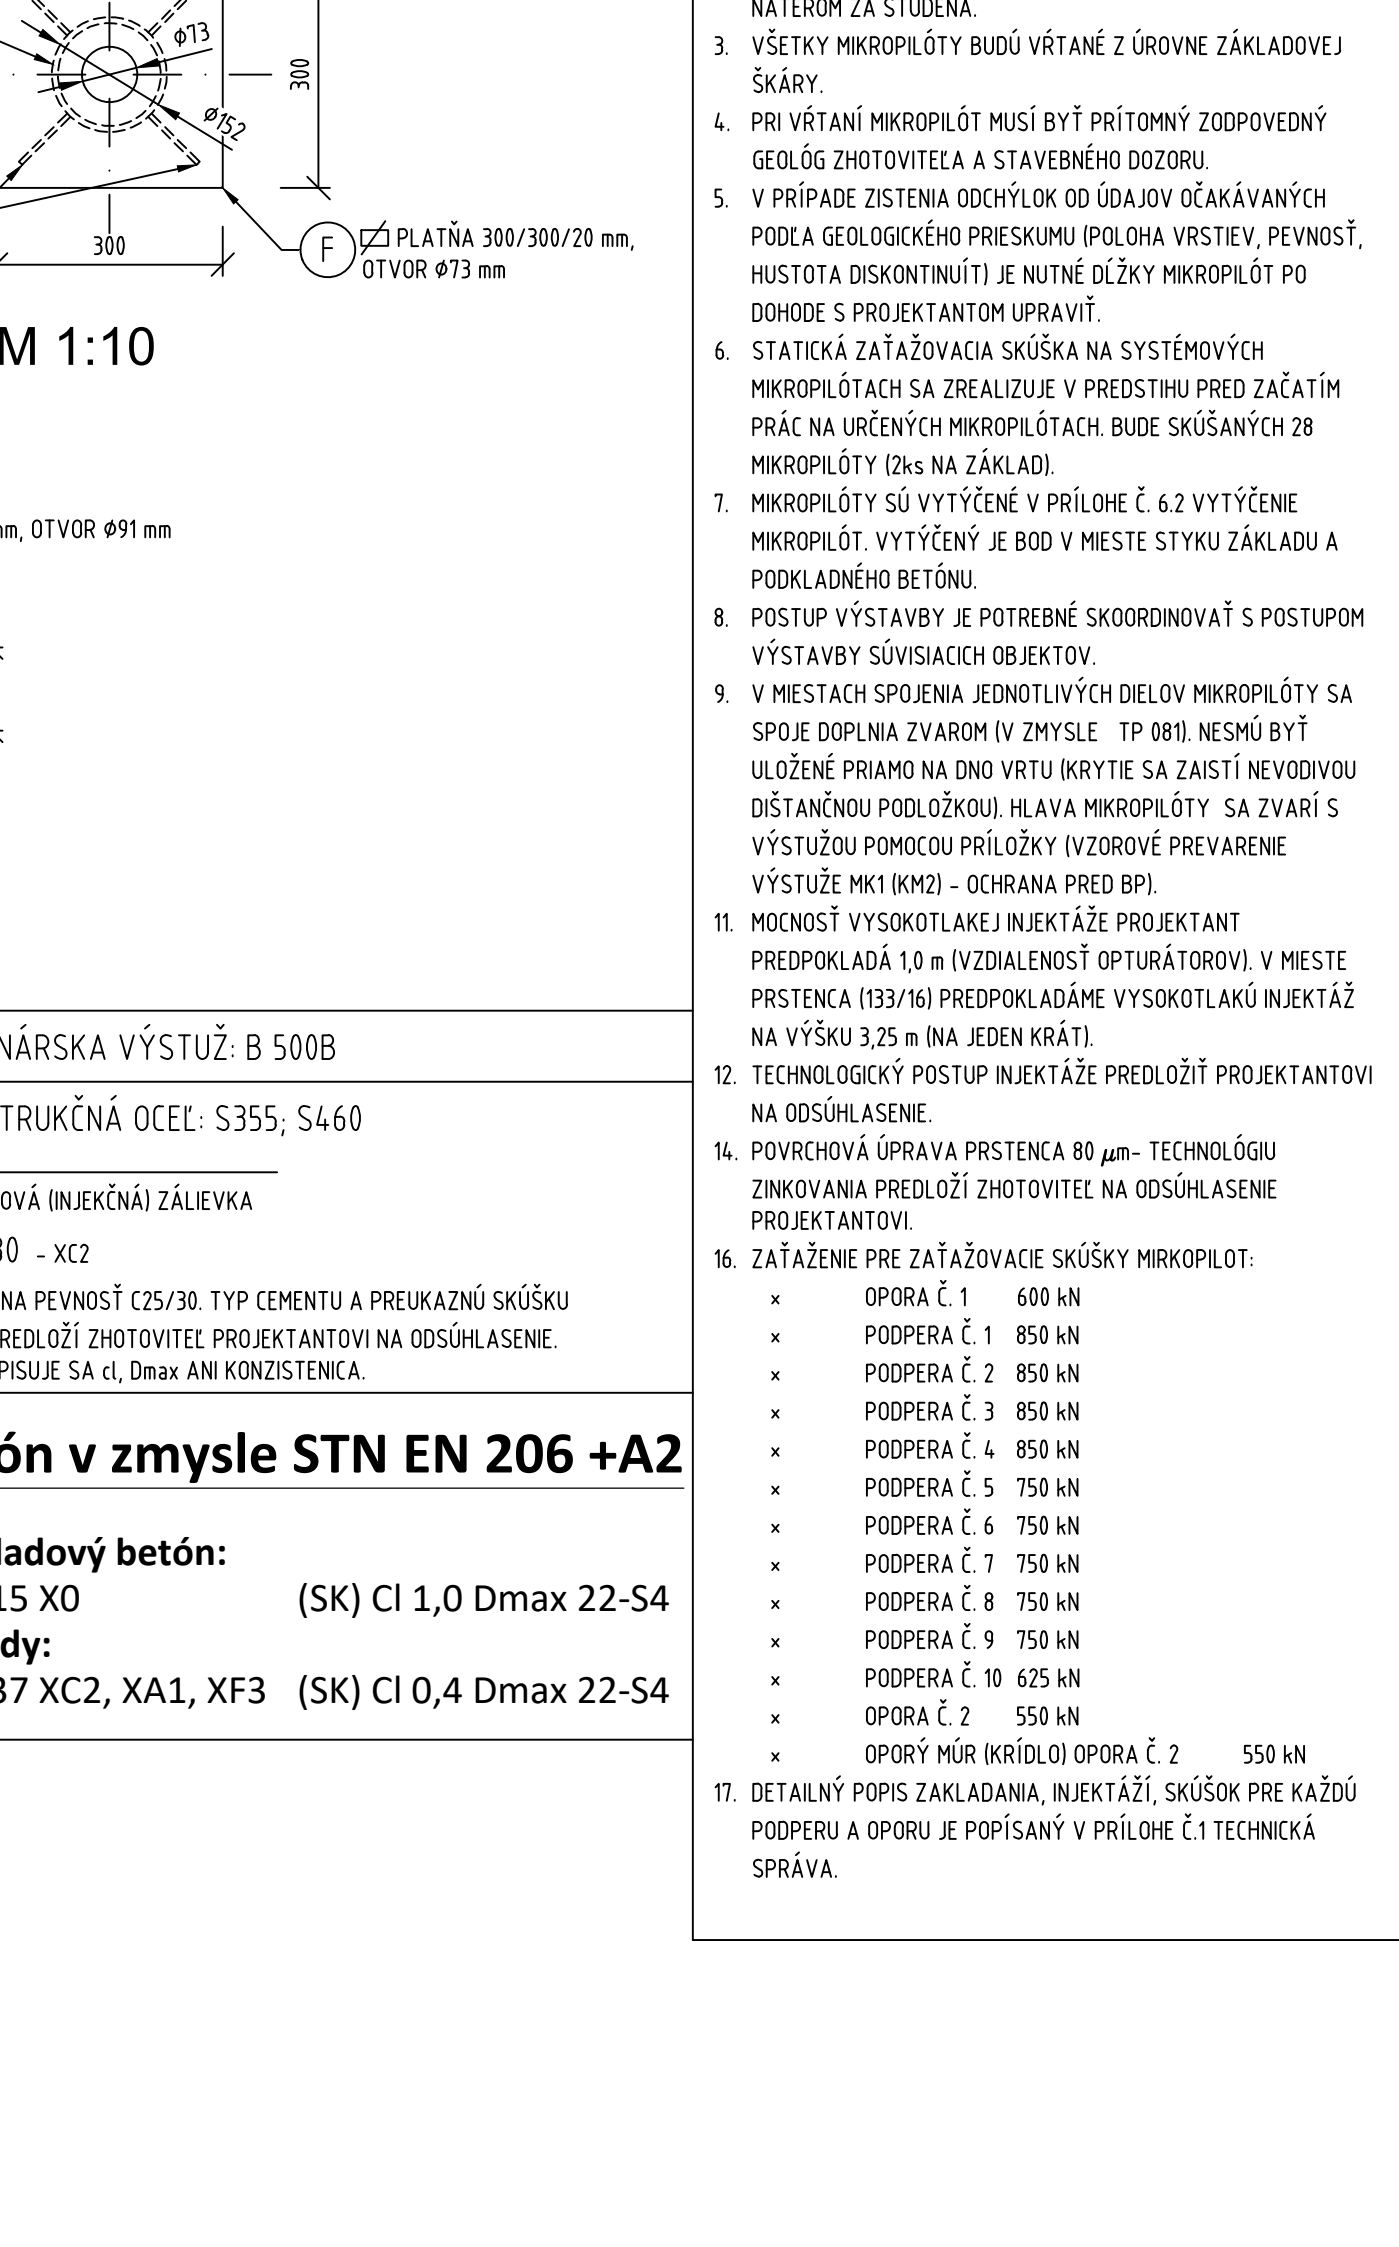 ø73
300
ø152
300
F
PLATŇA 300/300/20 mm,
OTVOR ø73 mm
M 1:10
mm, OTVOR ø91 mm
NÁRSKA VÝSTUŽ: B 500B
TRUKČNÁ OCEĽ: S355; S460
OVÁ (INJEKČNÁ) ZÁLIEVKA
30 - XC2
NA PEVNOSŤ C25/30. TYP CEMENTU A PREUKAZNÚ SKÚŠKU
REDLOŽÍ ZHOTOVITEĽ PROJEKTANTOVI NA ODSÚHLASENIE.
PISUJE SA cl, Dmax ANI KONZISTENICA.
ón v zmysle STN EN 206 +A2
ladový betón:
15 X0 (SK) Cl 1,0 Dmax 22-S4
dy:
37 XC2, XA1, XF3 (SK) Cl 0,4 Dmax 22-S4
NÁTEROM ZA STUDENA.
3. VŠETKY MIKROPILÓTY BUDÚ VŔTANÉ Z ÚROVNE ZÁKLADOVEJ
ŠKÁRY.
4. PRI VŔTANÍ MIKROPILÓT MUSÍ BYŤ PRÍTOMNÝ ZODPOVEDNÝ
GEOLÓG ZHOTOVITEĽA A STAVEBNÉHO DOZORU.
5. V PRÍPADE ZISTENIA ODCHÝLOK OD ÚDAJOV OČAKÁVANÝCH
PODĽA GEOLOGICKÉHO PRIESKUMU (POLOHA VRSTIEV, PEVNOSŤ,
HUSTOTA DISKONTINUÍT) JE NUTNÉ DĹŽKY MIKROPILÓT PO
DOHODE S PROJEKTANTOM UPRAVIŤ.
6. STATICKÁ ZAŤAŽOVACIA SKÚŠKA NA SYSTÉMOVÝCH
MIKROPILÓTACH SA ZREALIZUJE V PREDSTIHU PRED ZAČATÍM
PRÁC NA URČENÝCH MIKROPILÓTACH. BUDE SKÚŠANÝCH 28
MIKROPILÓTY (2ks NA ZÁKLAD).
7. MIKROPILÓTY SÚ VYTÝČENÉ V PRÍLOHE Č. 6.2 VYTÝČENIE
MIKROPILÓT. VYTÝČENÝ JE BOD V MIESTE STYKU ZÁKLADU A
PODKLADNÉHO BETÓNU.
8. POSTUP VÝSTAVBY JE POTREBNÉ SKOORDINOVAŤ S POSTUPOM
VÝSTAVBY SÚVISIACICH OBJEKTOV.
9. V MIESTACH SPOJENIA JEDNOTLIVÝCH DIELOV MIKROPILÓTY SA
SPOJE DOPLNIA ZVAROM (V ZMYSLE TP 081). NESMÚ BYŤ
ULOŽENÉ PRIAMO NA DNO VRTU (KRYTIE SA ZAISTÍ NEVODIVOU
DIŠTANČNOU PODLOŽKOU). HLAVA MIKROPILÓTY SA ZVARÍ S
VÝSTUŽOU POMOCOU PRÍLOŽKY (VZOROVÉ PREVARENIE
VÝSTUŽE MK1 (KM2) - OCHRANA PRED BP).
11. MOCNOSŤ VYSOKOTLAKEJ INJEKTÁŽE PROJEKTANT
PREDPOKLADÁ 1,0 m (VZDIALENOSŤ OPTURÁTOROV). V MIESTE
PRSTENCA (133/16) PREDPOKLADÁME VYSOKOTLAKÚ INJEKTÁŽ
NA VÝŠKU 3,25 m (NA JEDEN KRÁT).
12. TECHNOLOGICKÝ POSTUP INJEKTÁŽE PREDLOŽIŤ PROJEKTANTOVI
NA ODSÚHLASENIE.
14. POVRCHOVÁ ÚPRAVA PRSTENCA 80 μm- TECHNOLÓGIU
ZINKOVANIA PREDLOŽÍ ZHOTOVITEĽ NA ODSÚHLASENIE
PROJEKTANTOVI.
16. ZAŤAŽENIE PRE ZAŤAŽOVACIE SKÚŠKY MIRKOPILOT:
× OPORA Č. 1 600 kN
× PODPERA Č. 1 850 kN
× PODPERA Č. 2 850 kN
× PODPERA Č. 3 850 kN
× PODPERA Č. 4 850 kN
× PODPERA Č. 5 750 kN
× PODPERA Č. 6 750 kN
× PODPERA Č. 7 750 kN
× PODPERA Č. 8 750 kN
× PODPERA Č. 9 750 kN
× PODPERA Č. 10 625 kN
× OPORA Č. 2 550 kN
× OPORÝ MÚR (KRÍDLO) OPORA Č. 2 550 kN
17. DETAILNÝ POPIS ZAKLADANIA, INJEKTÁŽÍ, SKÚŠOK PRE KAŽDÚ
PODPERU A OPORU JE POPÍSANÝ V PRÍLOHE Č.1 TECHNICKÁ
SPRÁVA.